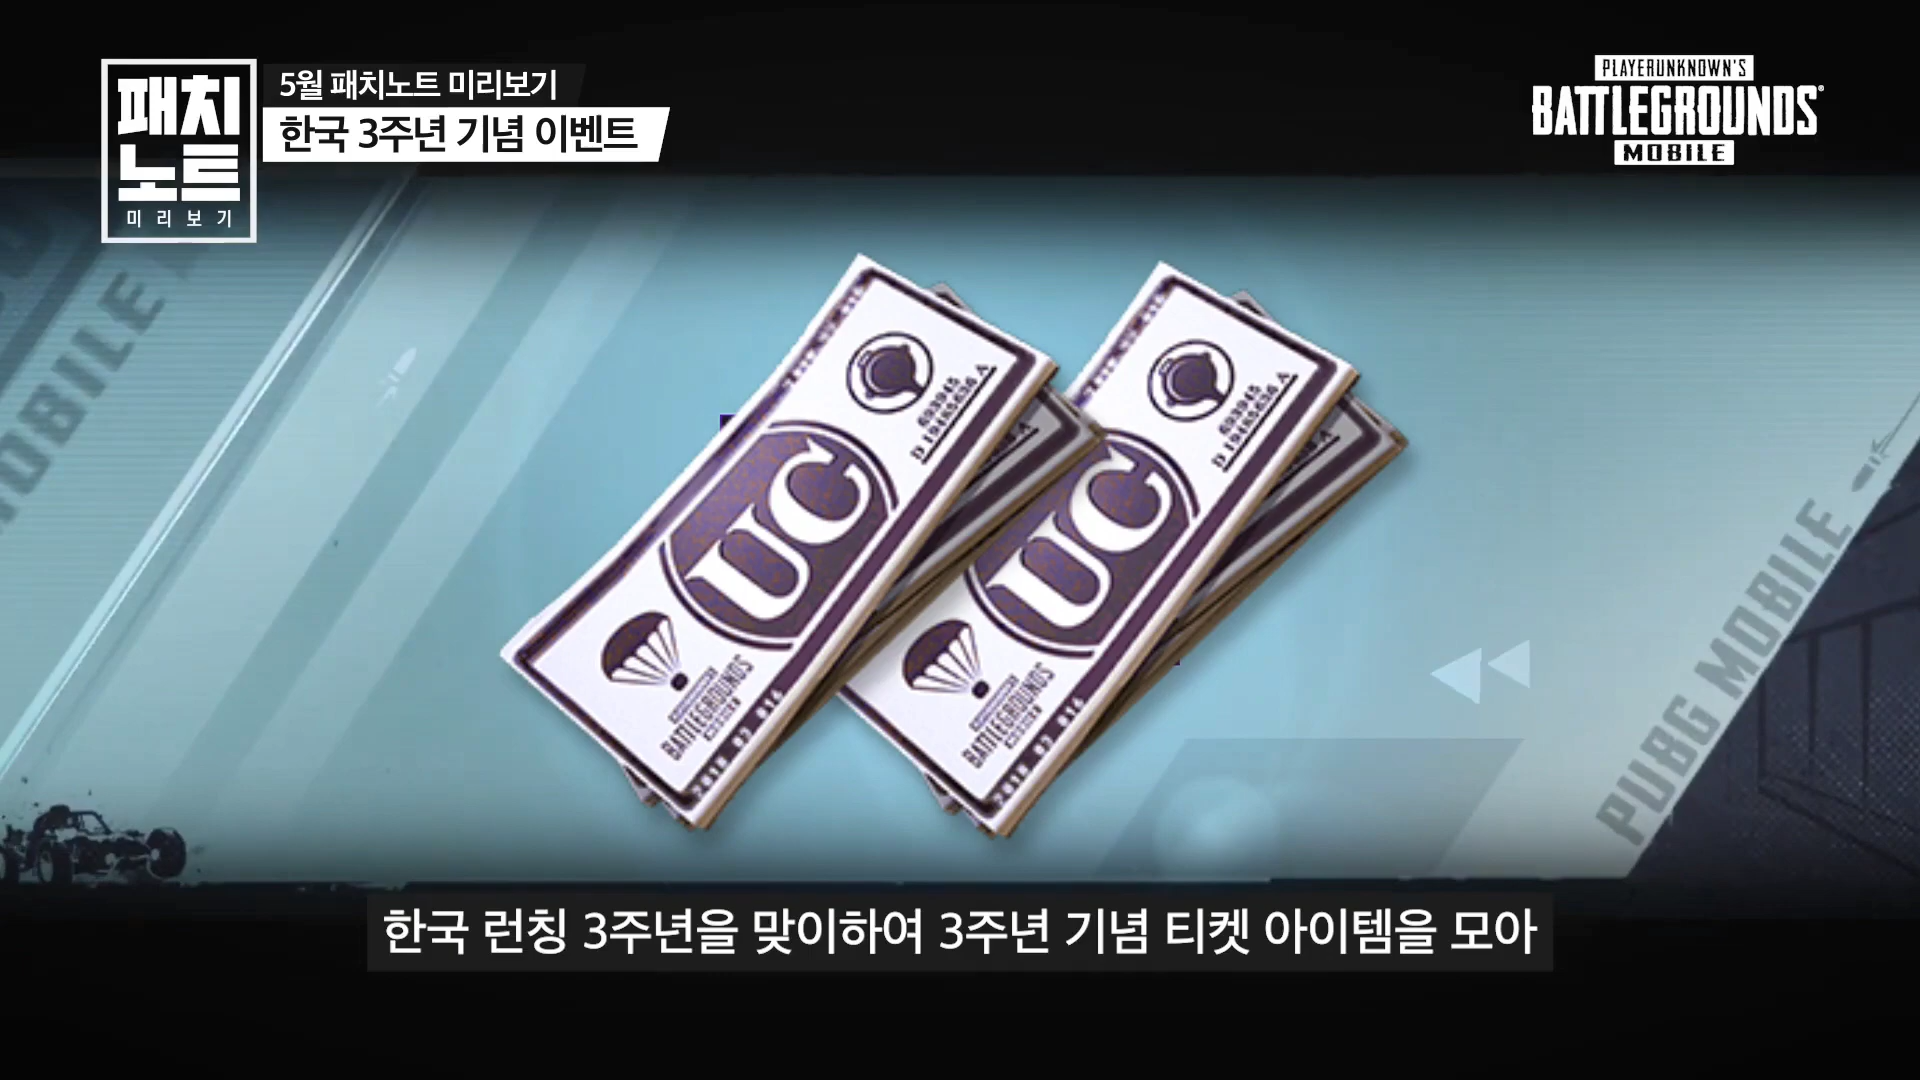 패치
노트
미리보기
5월 패치노트 미리보기
한국 3주년 기념 이벤트
PLAYERUNKNOWN'S
BATTLEGROUNDS
MOBILE
MOBILE
UC
BATTLEGROUNDS
UC
BATTLEGROUNDS
PUBG MOBILE
한국 런칭 3주년을 맞이하여 3주년 기념 티켓 아이템을 모아